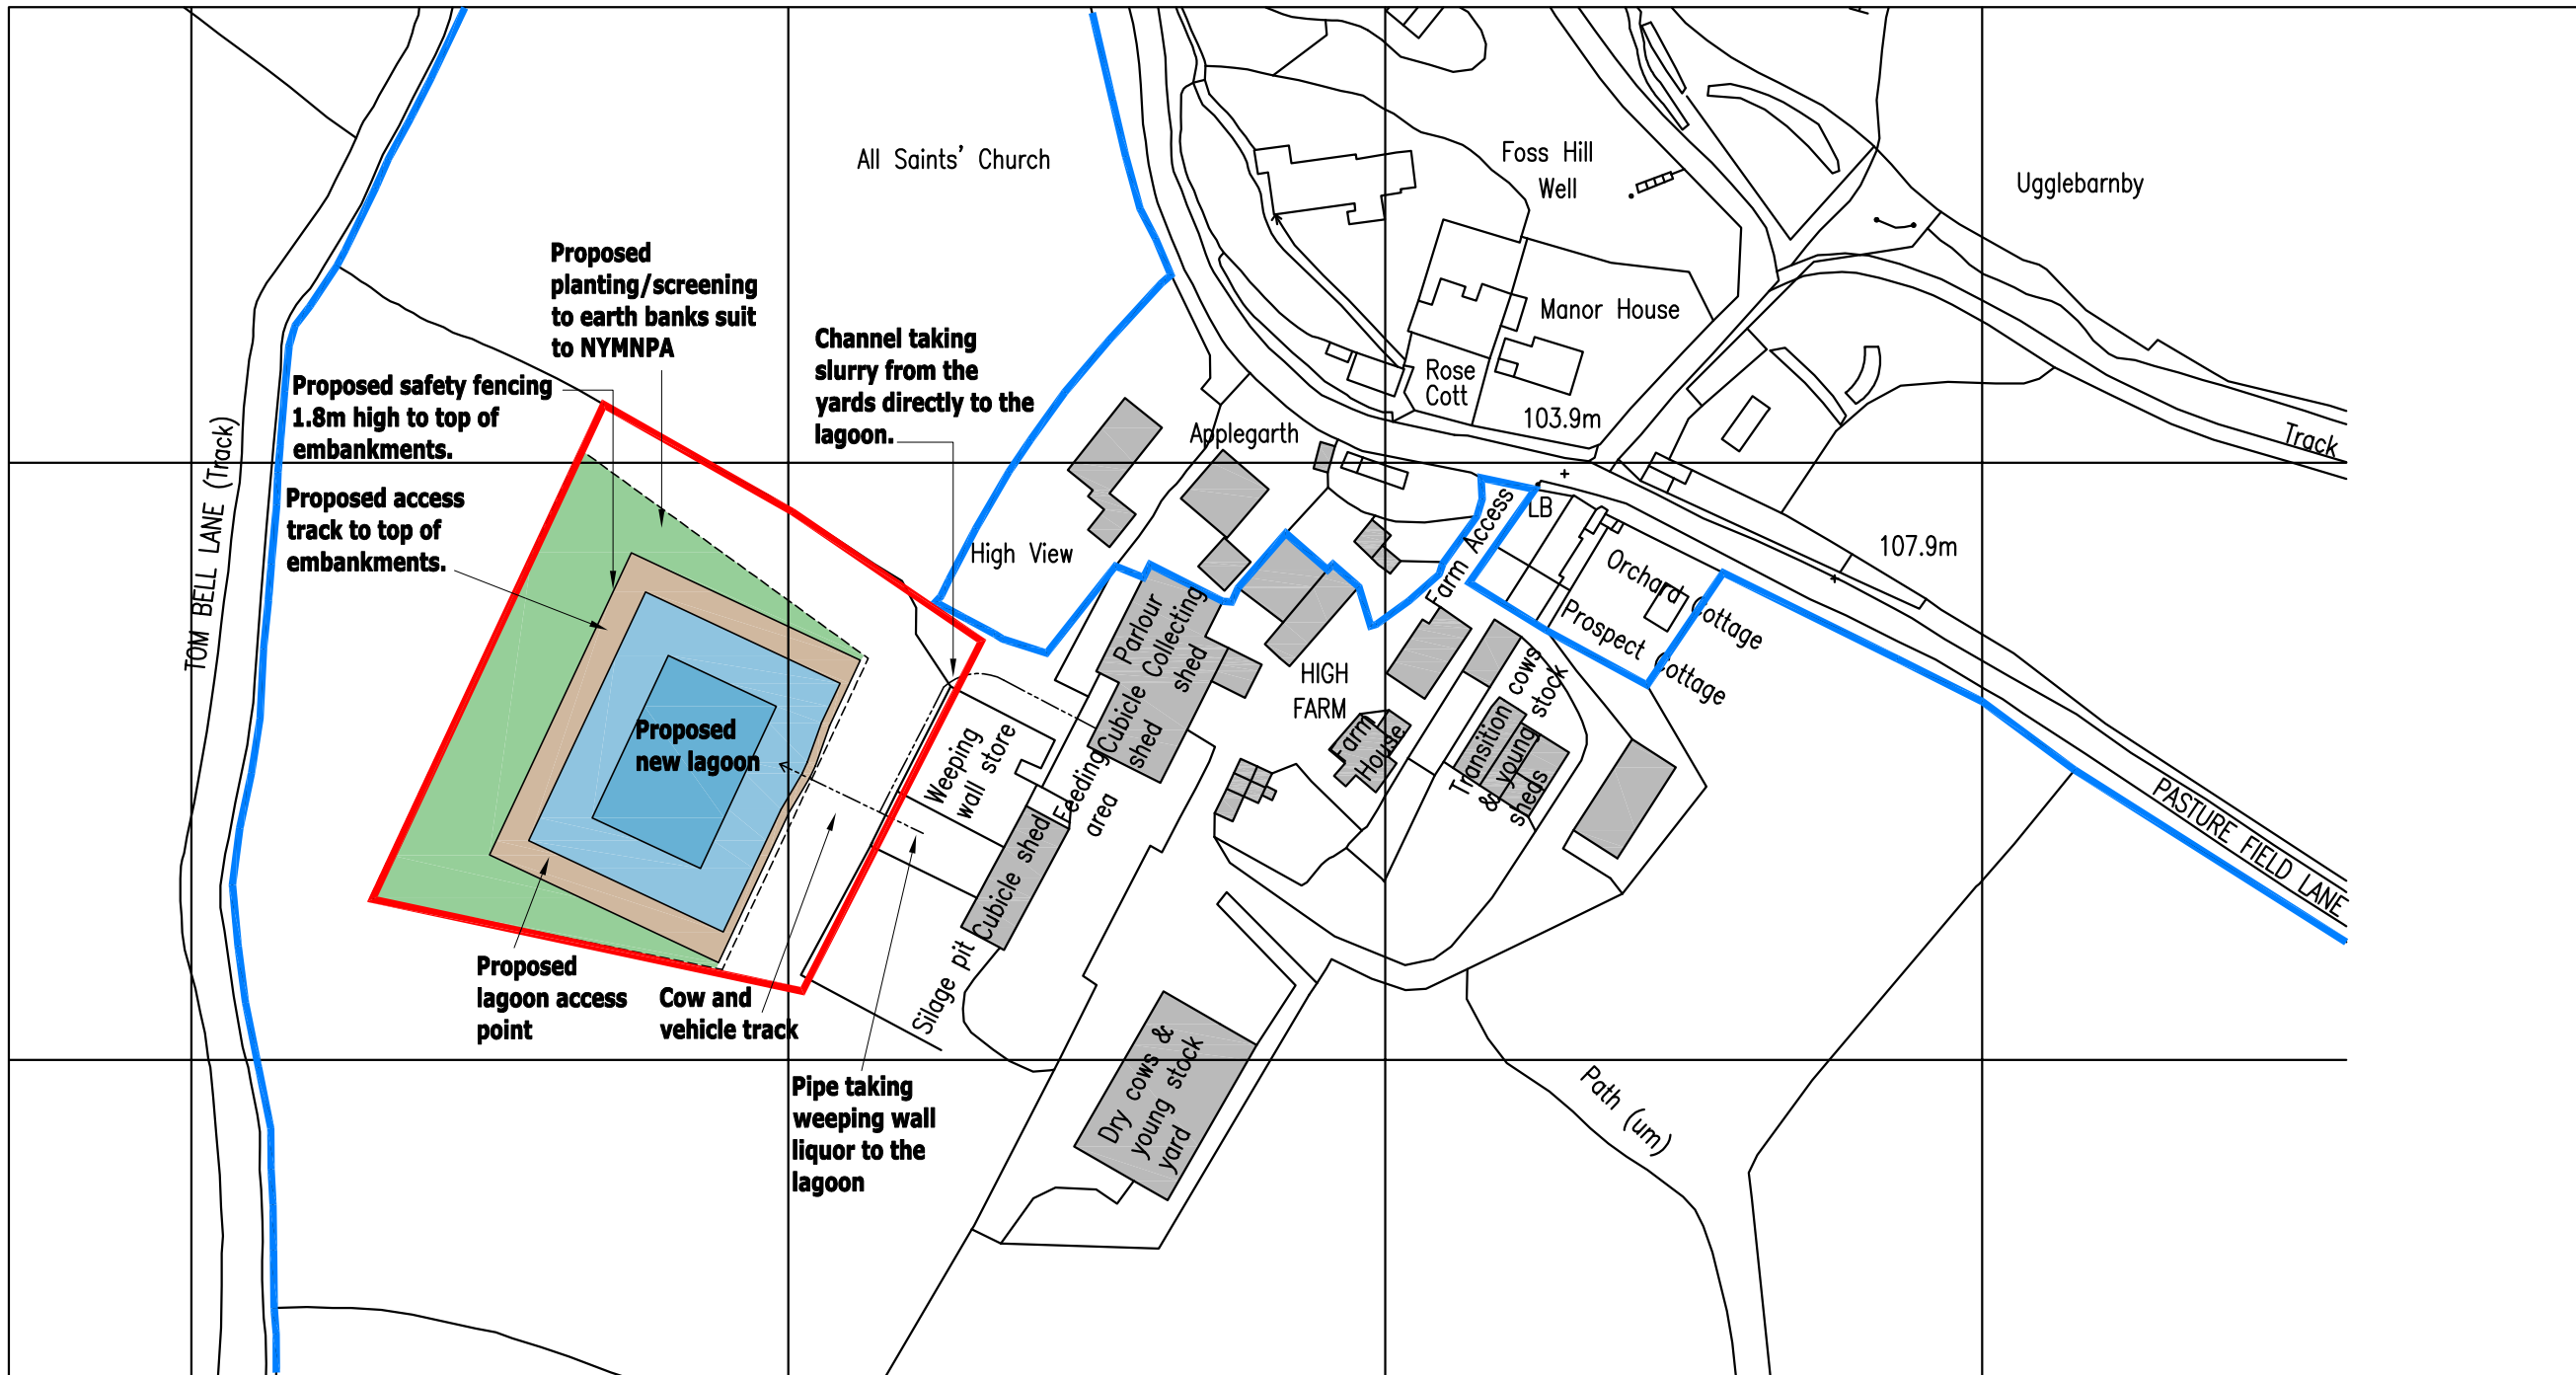 All Saints' Church
Foss Hill
Well
Ugglebarnby
Proposed
planting/screening
to earth banks suit
to NYMNPA
Manor House
Channel taking
slurry from the
yards directly to the
lagoon.
Rose
Cott
Proposed safety fencing
1.8m high to top of
embankments.
103.9m
Applegarth
Track
TOM BELL LANE (Track)
Proposed access
track to top of
embankments.
High View
Farm Access
LB
107.9m
Orchard Cottage
Prospect Cottage
Parlour
Collecting
shed
Cubicle
shed
HIGH
FARM
Farm
House
Transition cows
& young stock
sheds
Proposed
new lagoon
Weeping
wall store
Feeding
area
Cubicle shed
PASTURE FIELD LANE
Silage pit
Proposed
lagoon access
point
Cow and
vehicle track
Dry cows &
young stock
yard
Pipe taking
weeping wall
liquor to the
lagoon
Path (um)